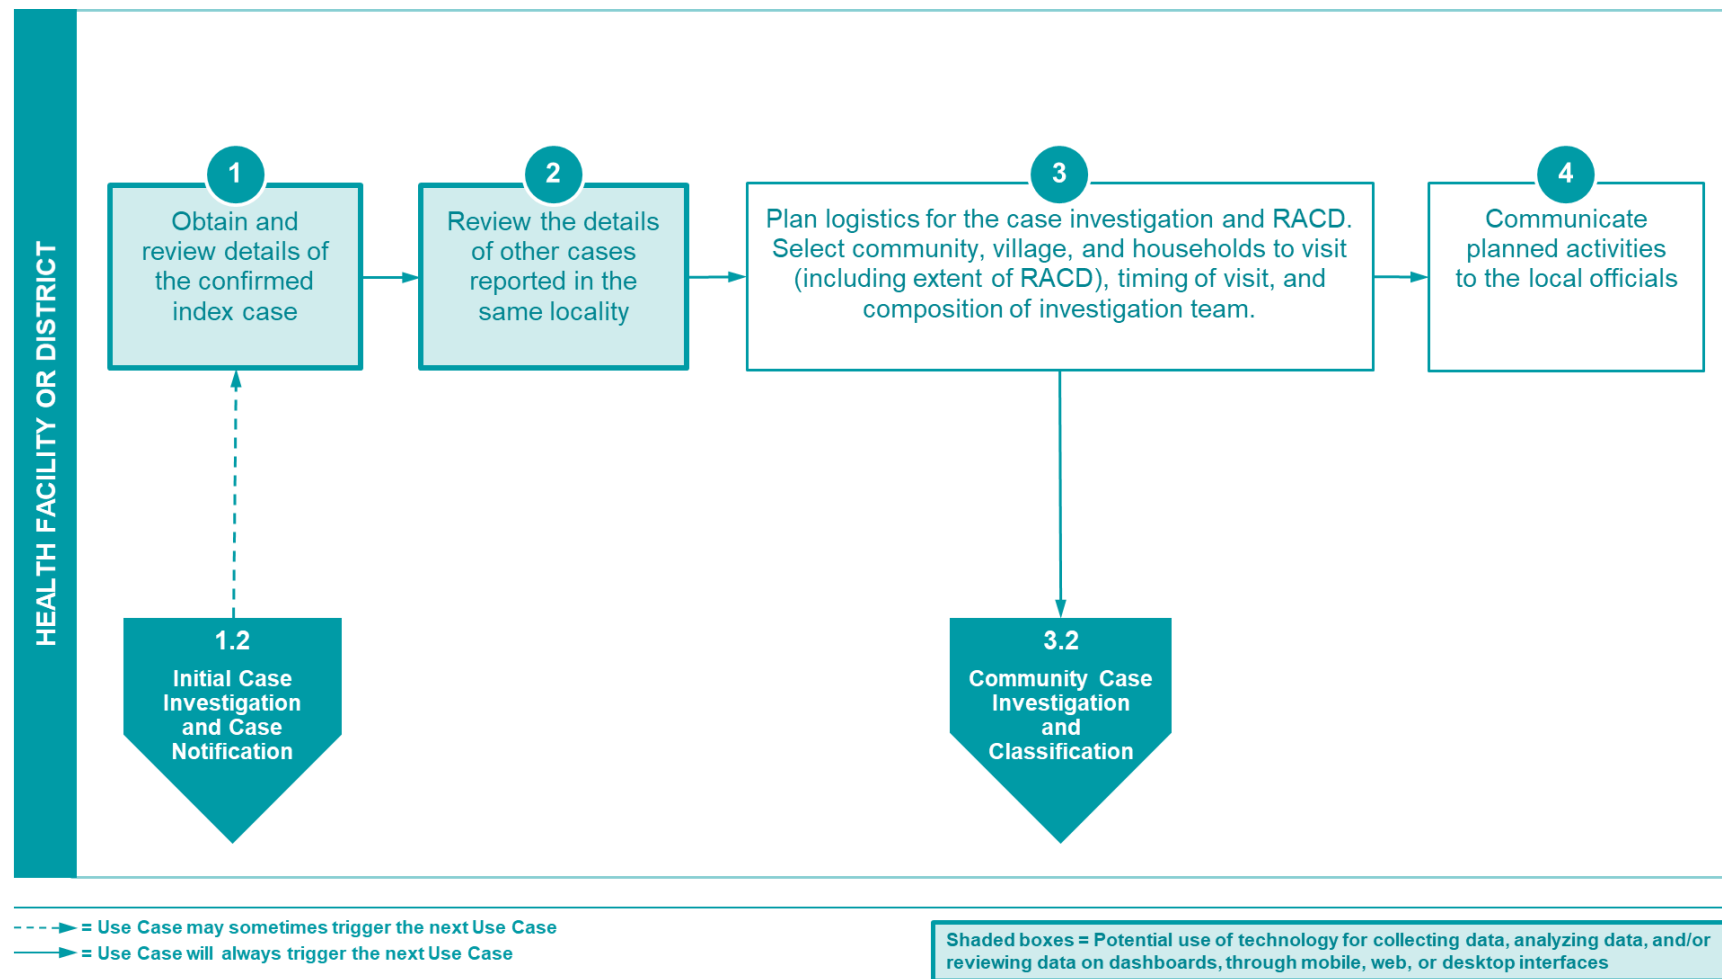 HEALTH FACILITY OR DISTRICT
1
Obtain and
review details of
the confirmed
index case
2
Review the details
of other cases
reported in the
same locality
3
Plan logistics for the case investigation and RACD.
Select community, village, and households to visit
(including extent of RACD), timing of visit, and
composition of investigation team.
4
Communicate
planned activities
to the local officials
1.2
Initial Case
Investigation
and Case
Notification
3.2
Community Case
Investigation
and
Classification
= Use Case may sometimes trigger the next Use Case
= Use Case will always trigger the next Use Case
Shaded boxes = Potential use of technology for collecting data, analyzing data, and/or
reviewing data on dashboards, through mobile, web, or desktop interfaces